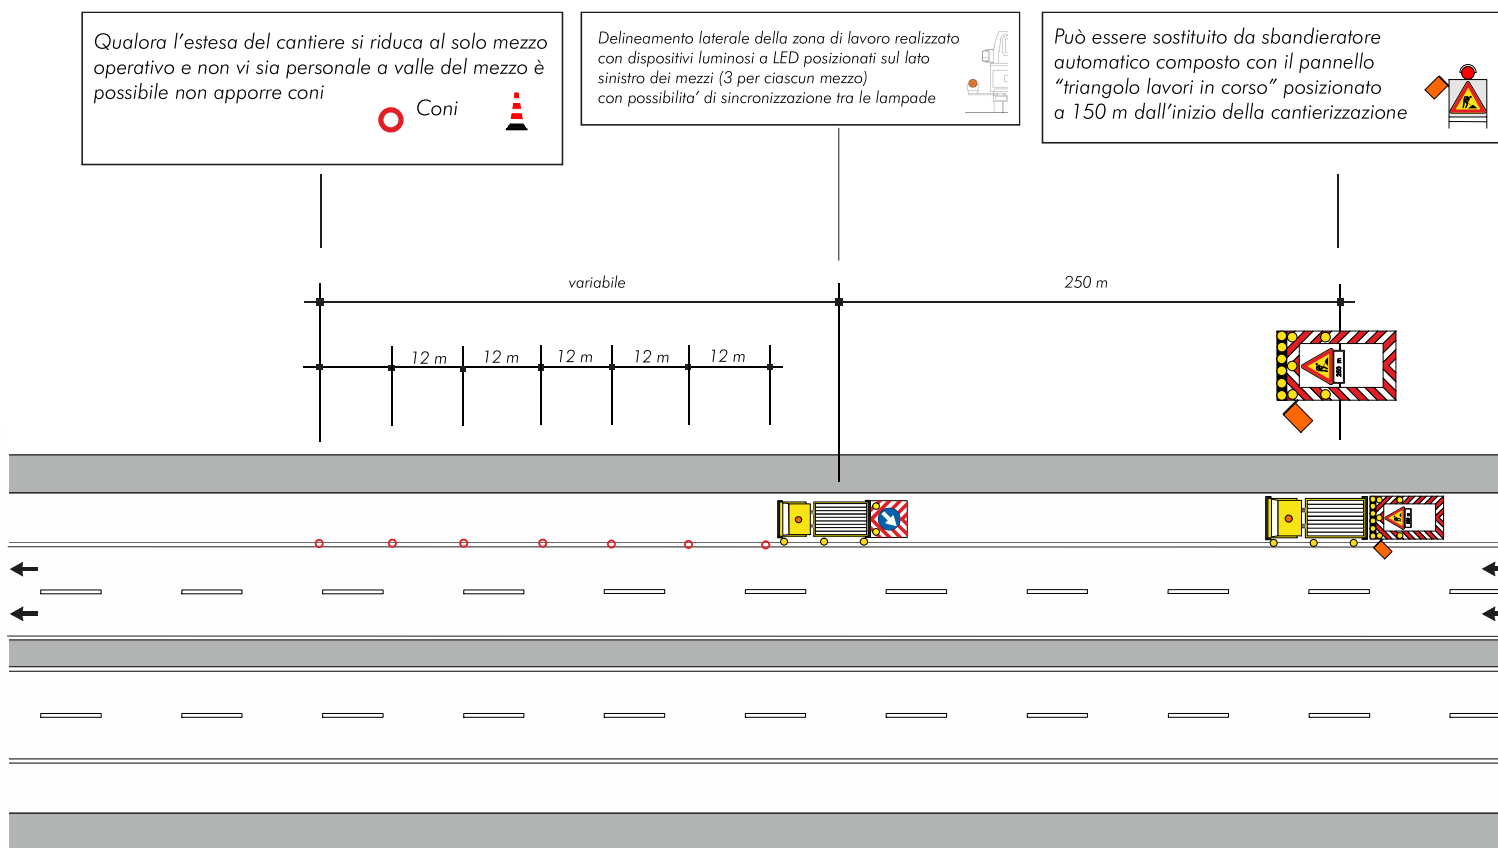 Qualora l'estesa del cantiere si riduca al solo mezzo
operativo e non vi sia personale a valle del mezzo è
possibile non apporre coni
Coni
Delineamento laterale della zona di lavoro realizzato
con dispositivi luminosi a LED posizionati sul lato
sinistro dei mezzi (3 per ciascun mezzo)
con possibilita' di sincronizzazione tra le lampade
Può essere sostituito da sbandieratore
automatico composto con il pannello
“triangolo lavori in corso” posizionato
a 150 m dall'inizio della cantierizzazione
variabile
250 m
12 m
12 m
12 m
12 m
12 m